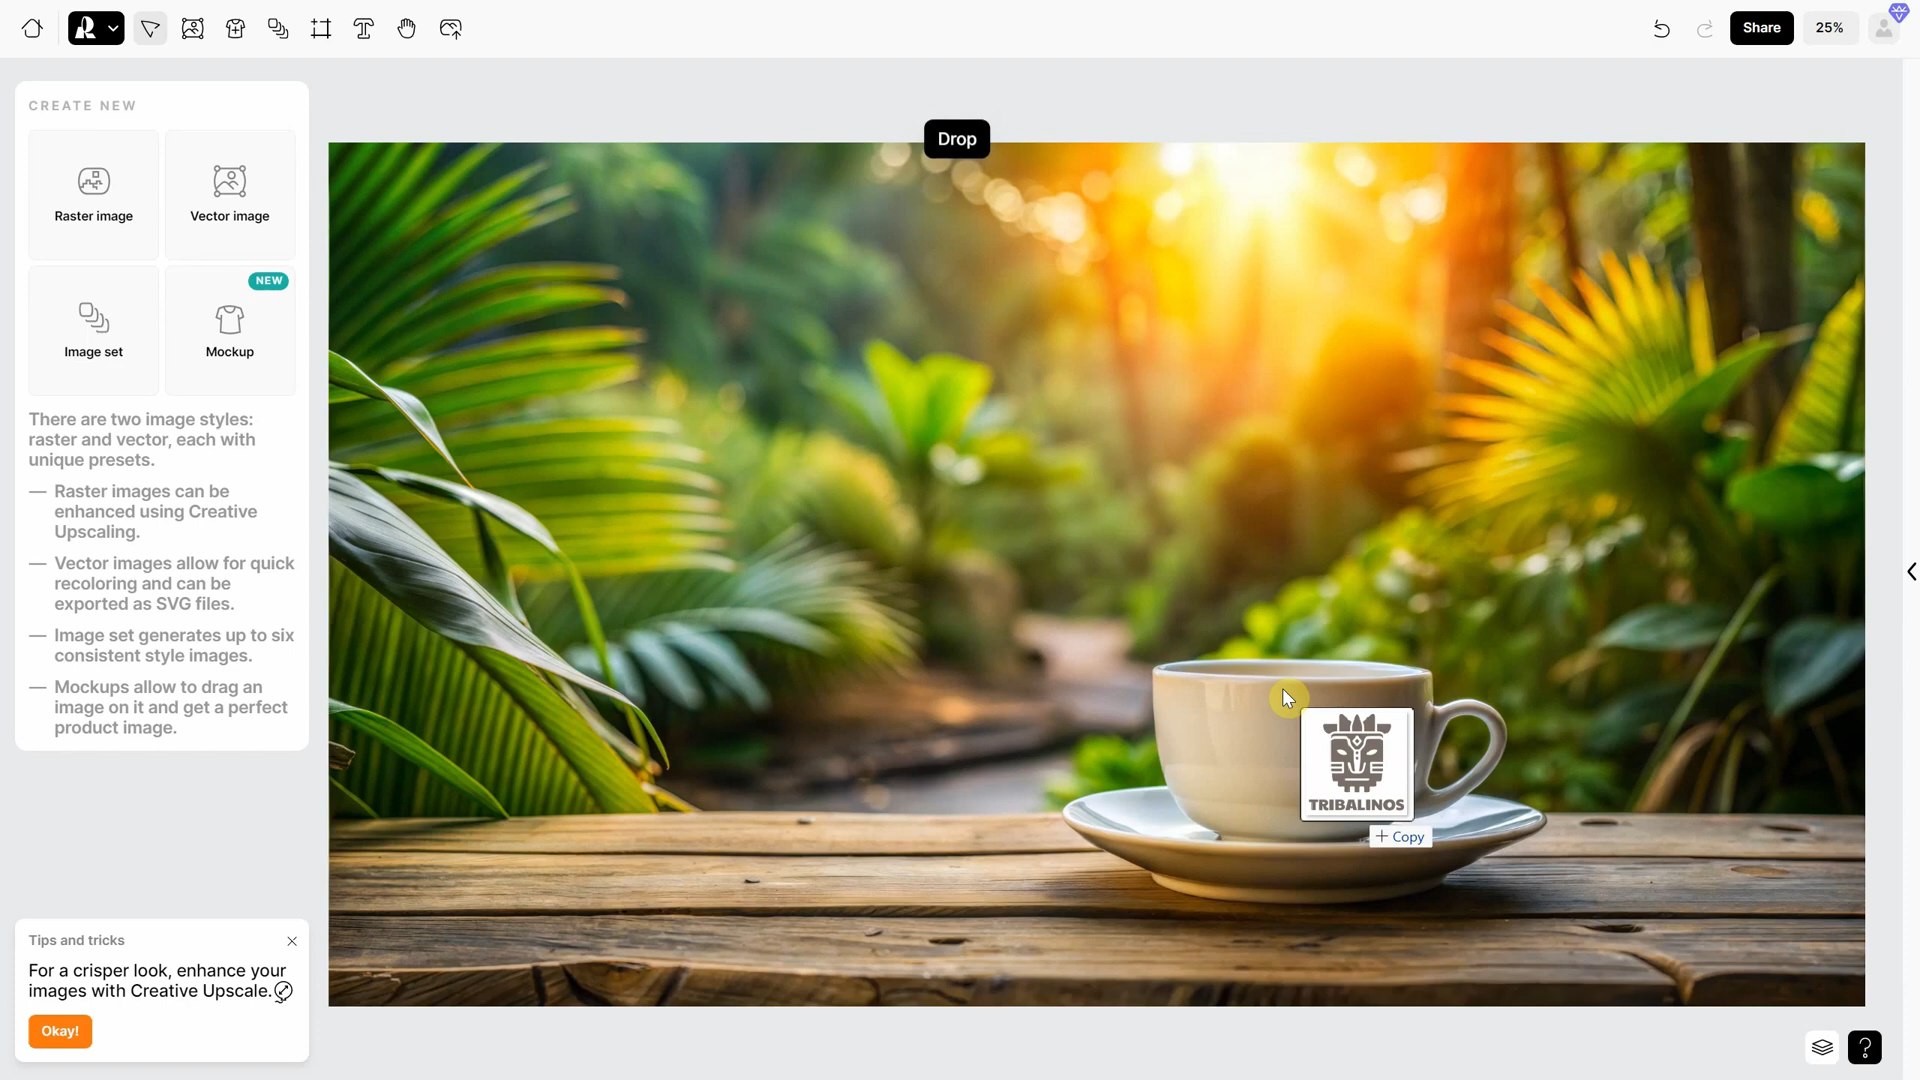 Share
25%
CREATE NEW
Raster image
Vector image
NEW
Image set
Mockup
There are two image styles:
raster and vector, each with
unique presets.
— Raster images can be
enhanced using Creative
Upscaling.
— Vector images allow for quick
recoloring and can be
exported as SVG files.
— Image set generates up to six
consistent style images.
— Mockups allow to drag an
image on it and get a perfect
product image.
Tips and tricks
For a crisper look, enhance your
images with Creative Upscale.
Okay!
Drop
TRIBALINOS
+ Copy
?